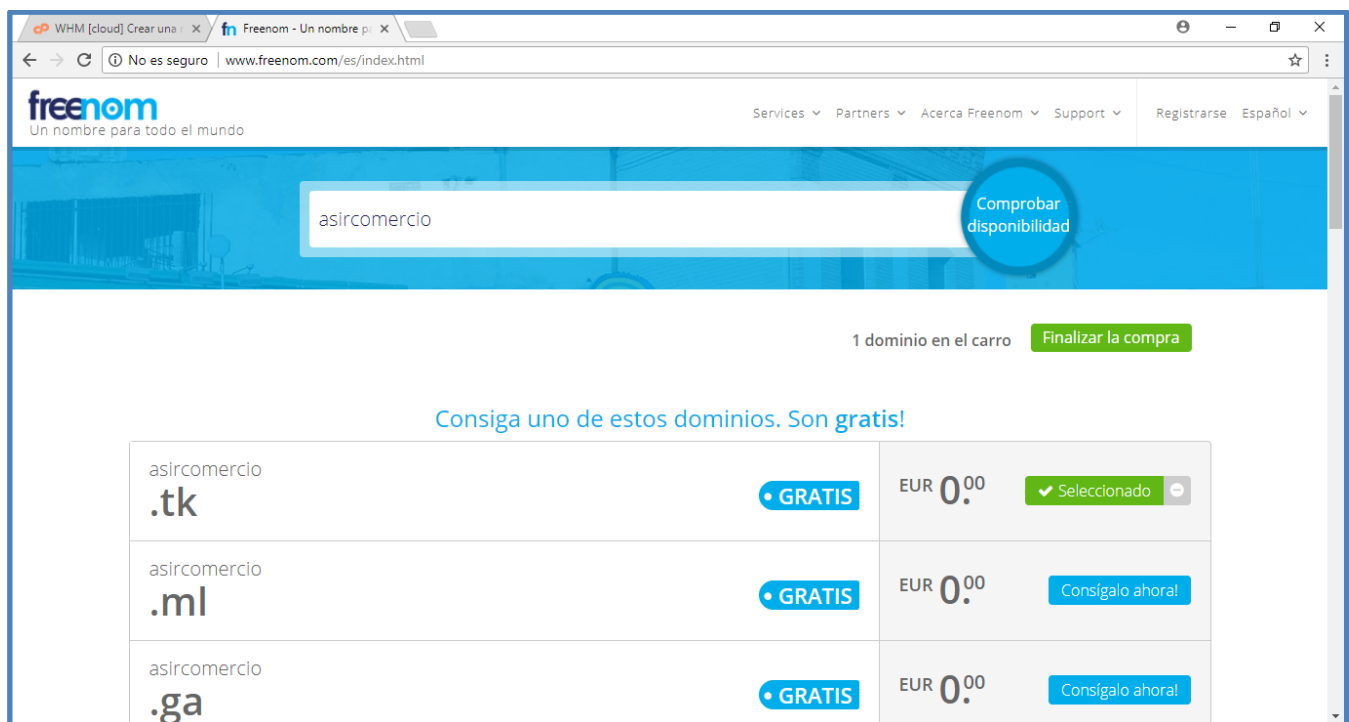 WHM [cloud] Crear una
Freenom - Un nombre p
No es seguro
www.freenom.com/es/index.html
freenom
Un nombre para todo el mundo
Services
Partners
Acerca Freenom
Support
Registrarse
Español
asircomercio
Comprobar
disponibilidad
1 dominio en el carro
Finalizar la compra
Consiga uno de estos dominios. Son gratis!
asircomercio
.tk
GRATIS
EUR 0.00
Seleccionado
asircomercio
.ml
GRATIS
EUR 0.00
Consígalo ahora!
asircomercio
.ga
GRATIS
EUR 0.00
Consígalo ahora!